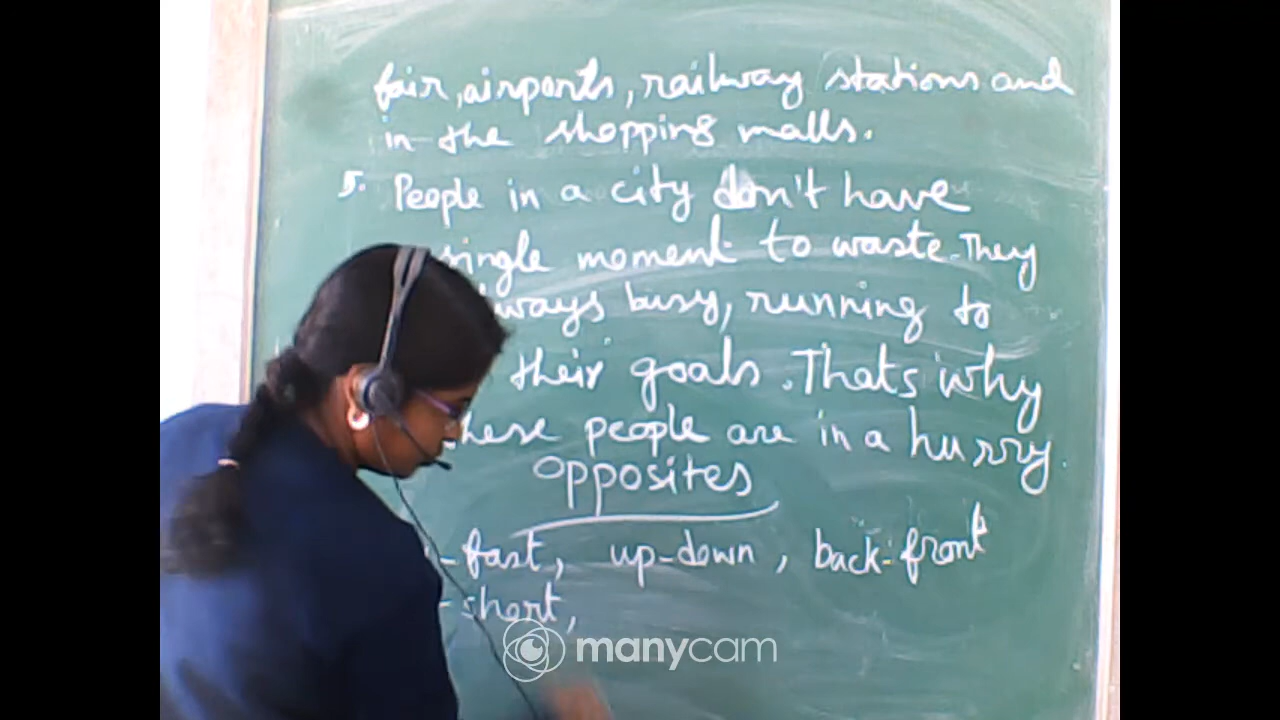 fair, airports, railway stations and
in the shopping malls.
5. People in a city don't have
single moment to waste. They
ways busy, running to
their goals. Thats why
hese people are in a hurry.
opposites
-fast, up-down, back-front
-short,
manycam